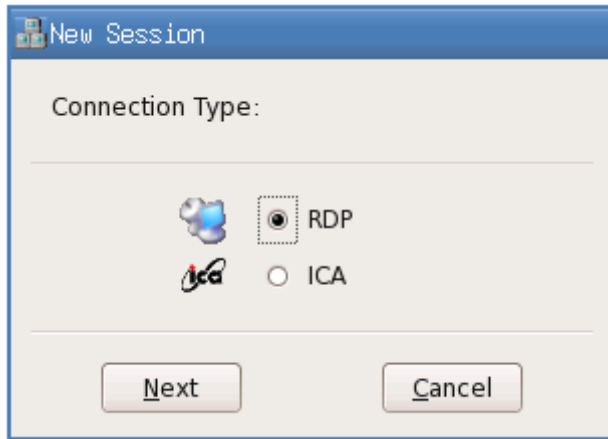 New Session
Connection Type:
RDP
ica ICA
Next Cancel